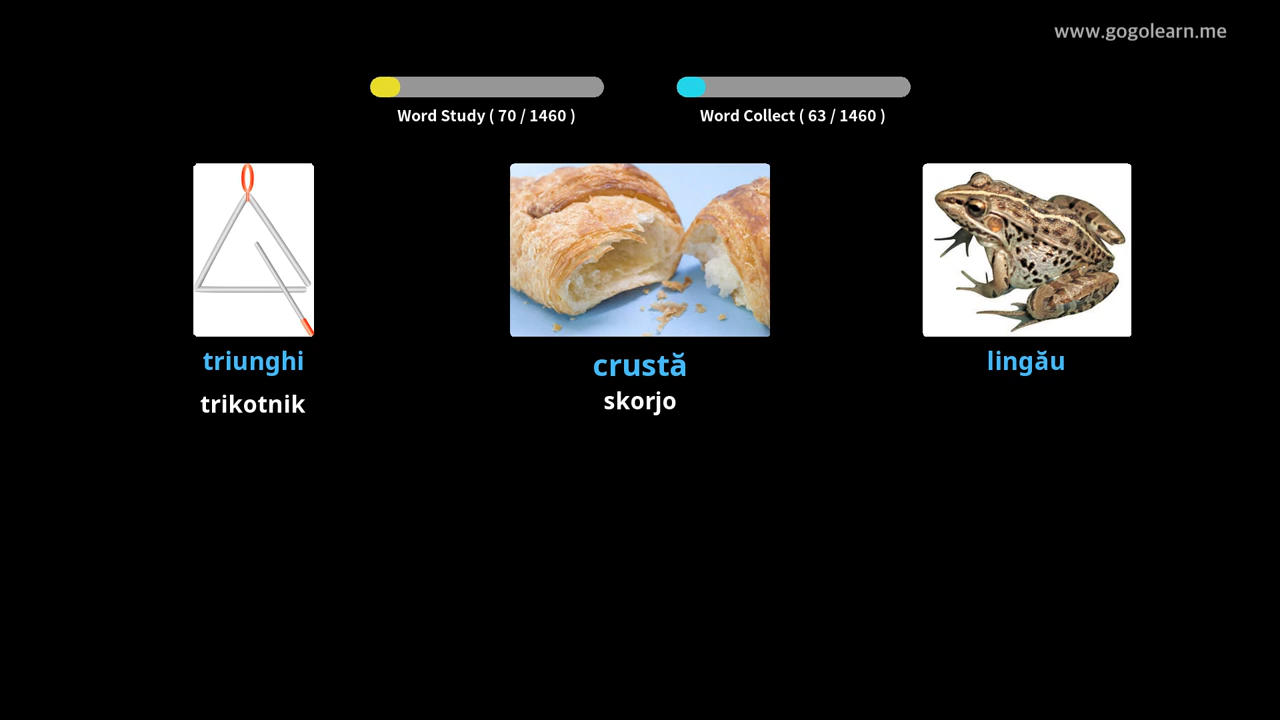 www.gogolearn.me
Word Study ( 70 / 1460 )
Word Collect ( 63 / 1460 )
triunghi
crustă
lingău
trikotnik
skorjo